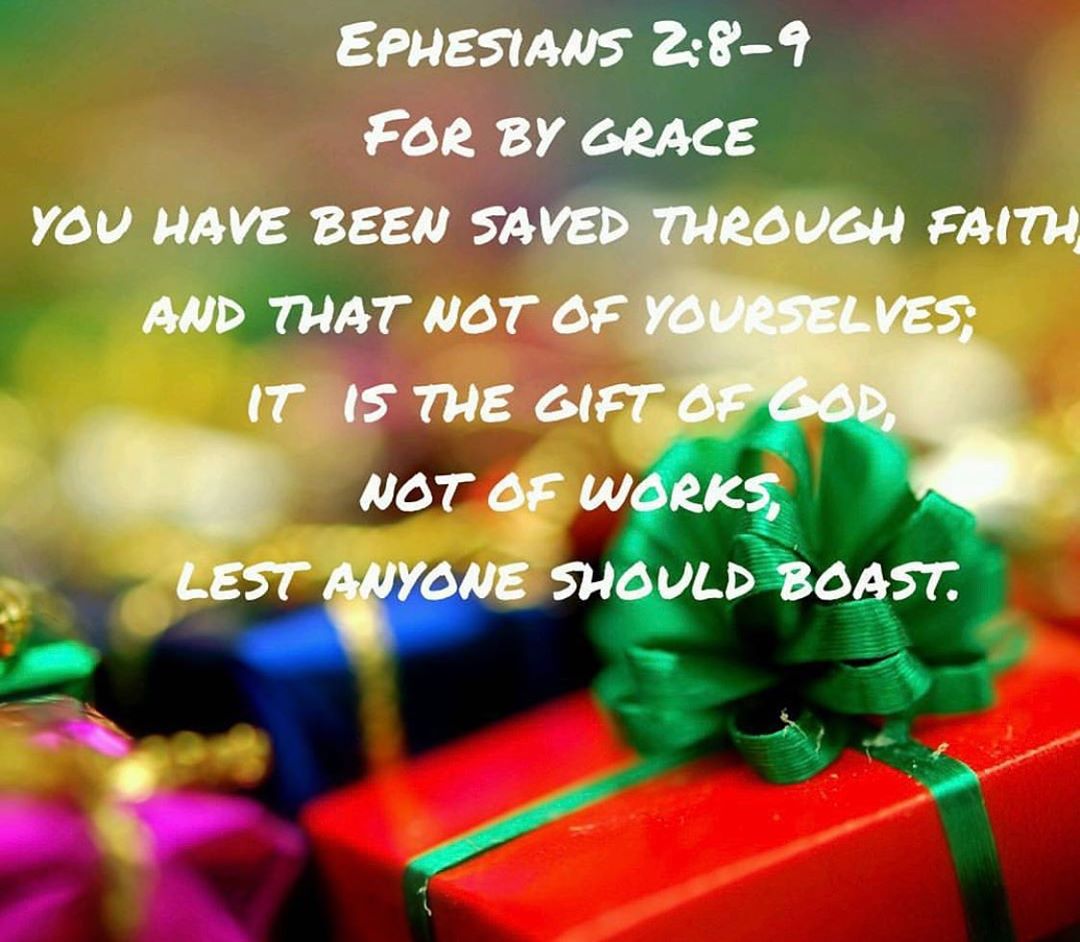 Ephesians 2:8-9
For by grace
you have been saved through faith,
and that not of yourselves;
it is the gift of God,
not of works,
lest anyone should boast.